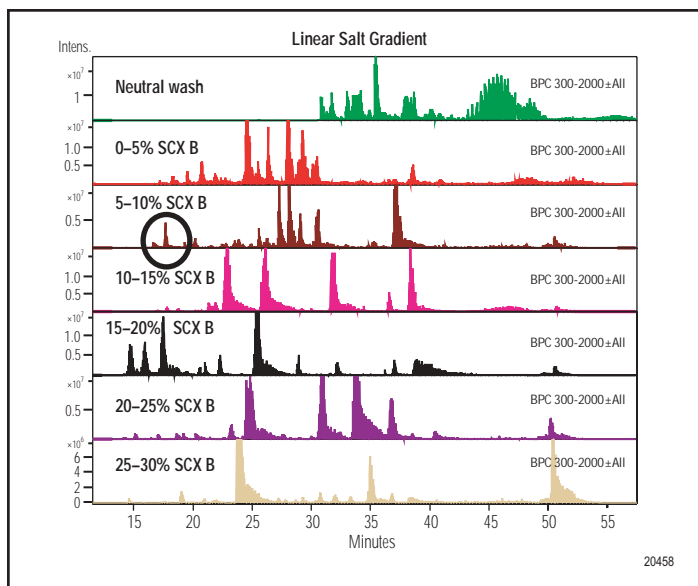 Linear Salt Gradient
Intens.
×10⁷
Neutral wash
BPC 300-2000±All
1
×10⁷
0–5% SCX B
BPC 300-2000±All
1.0
0.5
×10⁷
5–10% SCX B
BPC 300-2000±All
0.5
×10⁷
10–15% SCX B
BPC 300-2000±All
1.0
0.5
×10⁷
15–20% SCX B
BPC 300-2000±All
1.0
0.5
×10⁷
20–25% SCX B
BPC 300-2000±All
0.5
×10⁶
25–30% SCX B
BPC 300-2000±All
6
4
2
0
15 20 25 30 35 40 45 50 55
Minutes
20458